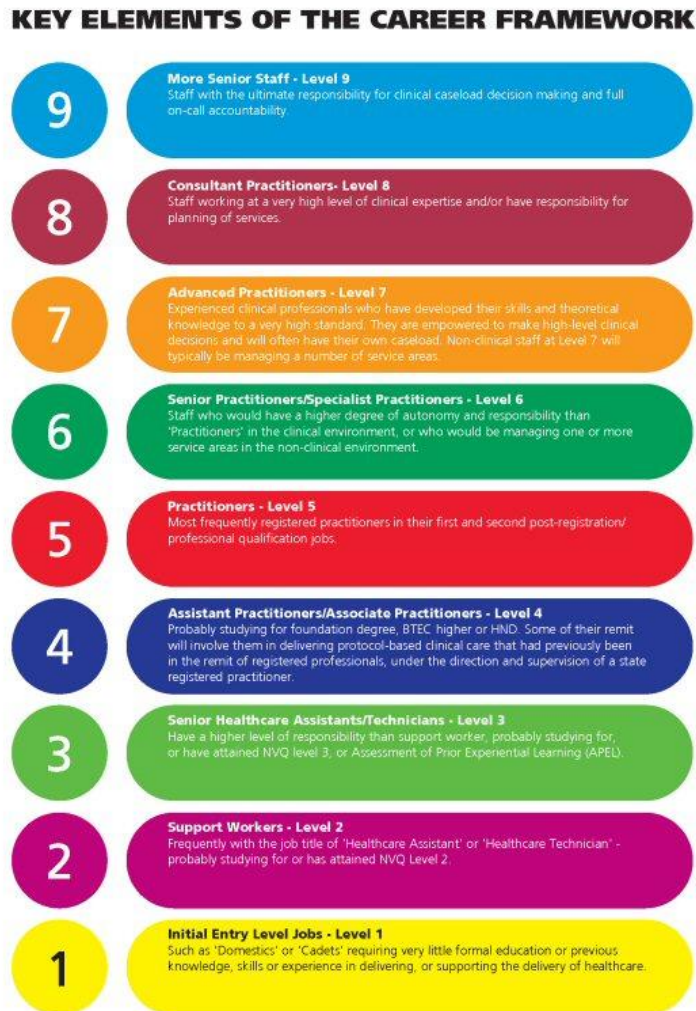 KEY ELEMENTS OF THE CAREER FRAMEWORK
9
More Senior Staff - Level 9
Staff with the ultimate responsibility for clinical caseload decision making and full
on-call accountability.
8
Consultant Practitioners- Level 8
Staff working at a very high level of clinical expertise and/or have responsibility for
planning of services.
7
Advanced Practitioners - Level 7
Experienced clinical professionals who have developed their skills and theoretical
knowledge to a very high standard. They are empowered to make high-level clinical
decisions and will often have their own caseload. Non-clinical staff at Level 7 will
typically be managing a number of service areas.
6
Senior Practitioners/Specialist Practitioners - Level 6
Staff who would have a higher degree of autonomy and responsibility than
'Practitioners' in the clinical environment, or who would be managing one or more
service areas in the non-clinical environment.
5
Practitioners - Level 5
Most frequently registered practitioners in their first and second post-registration/
professional qualification jobs.
4
Assistant Practitioners/Associate Practitioners - Level 4
Probably studying for foundation degree, BTEC higher or HND. Some of their remit
will involve them in delivering protocol-based clinical care that had previously been
in the remit of registered professionals, under the direction and supervision of a state
registered practitioner.
3
Senior Healthcare Assistants/Technicians - Level 3
Have a higher level of responsibility than support worker, probably studying for,
or have attained NVQ level 3, or Assessment of Prior Experiential Learning (APEL).
2
Support Workers - Level 2
Frequently with the job title of 'Healthcare Assistant' or 'Healthcare Technician' -
probably studying for or has attained NVQ Level 2.
1
Initial Entry Level Jobs - Level 1
Such as 'Domestics' or 'Cadets' requiring very little formal education or previous
knowledge, skills or experience in delivering, or supporting the delivery of healthcare.